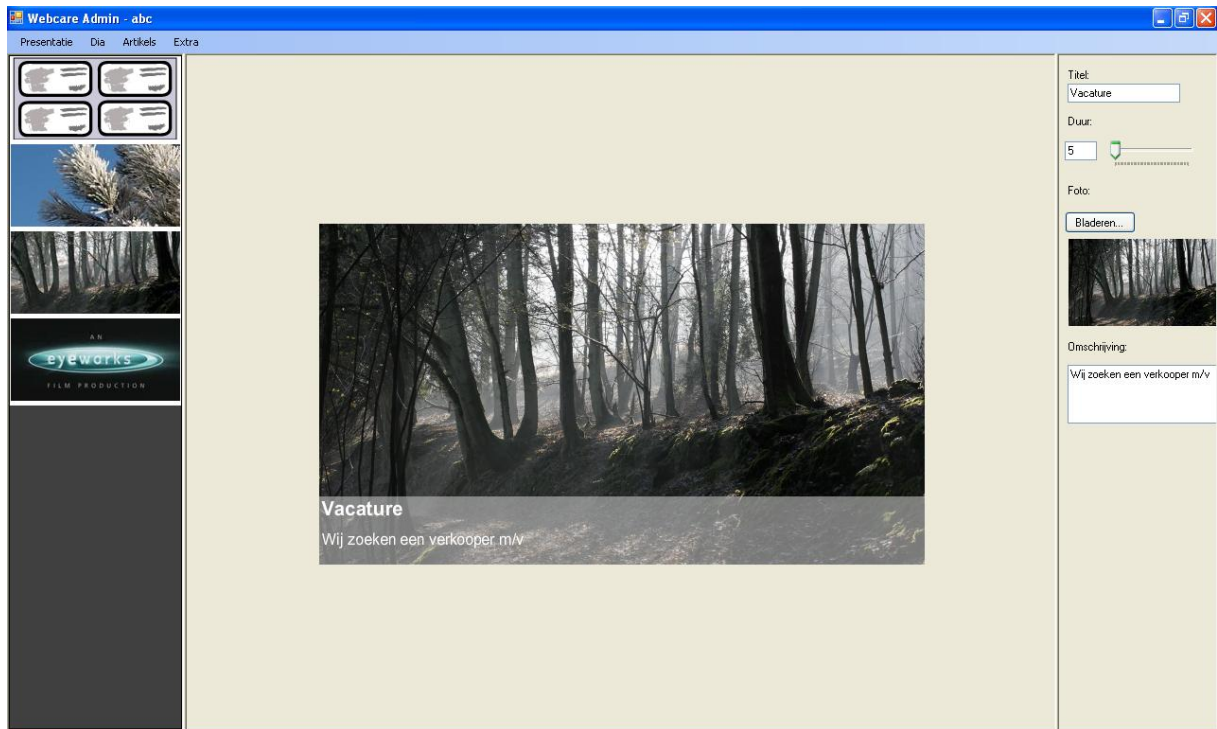 Webcare Admin - abc
Presentatie Dia Artikels Extra
AN
eyeworks
FILM PRODUCTION
Vacature
Wij zoeken een verkooper m/v
Titel:
Vacature
Duur:
5
Foto:
Bladeren...
Omschrijving:
Wij zoeken een verkooper m/v